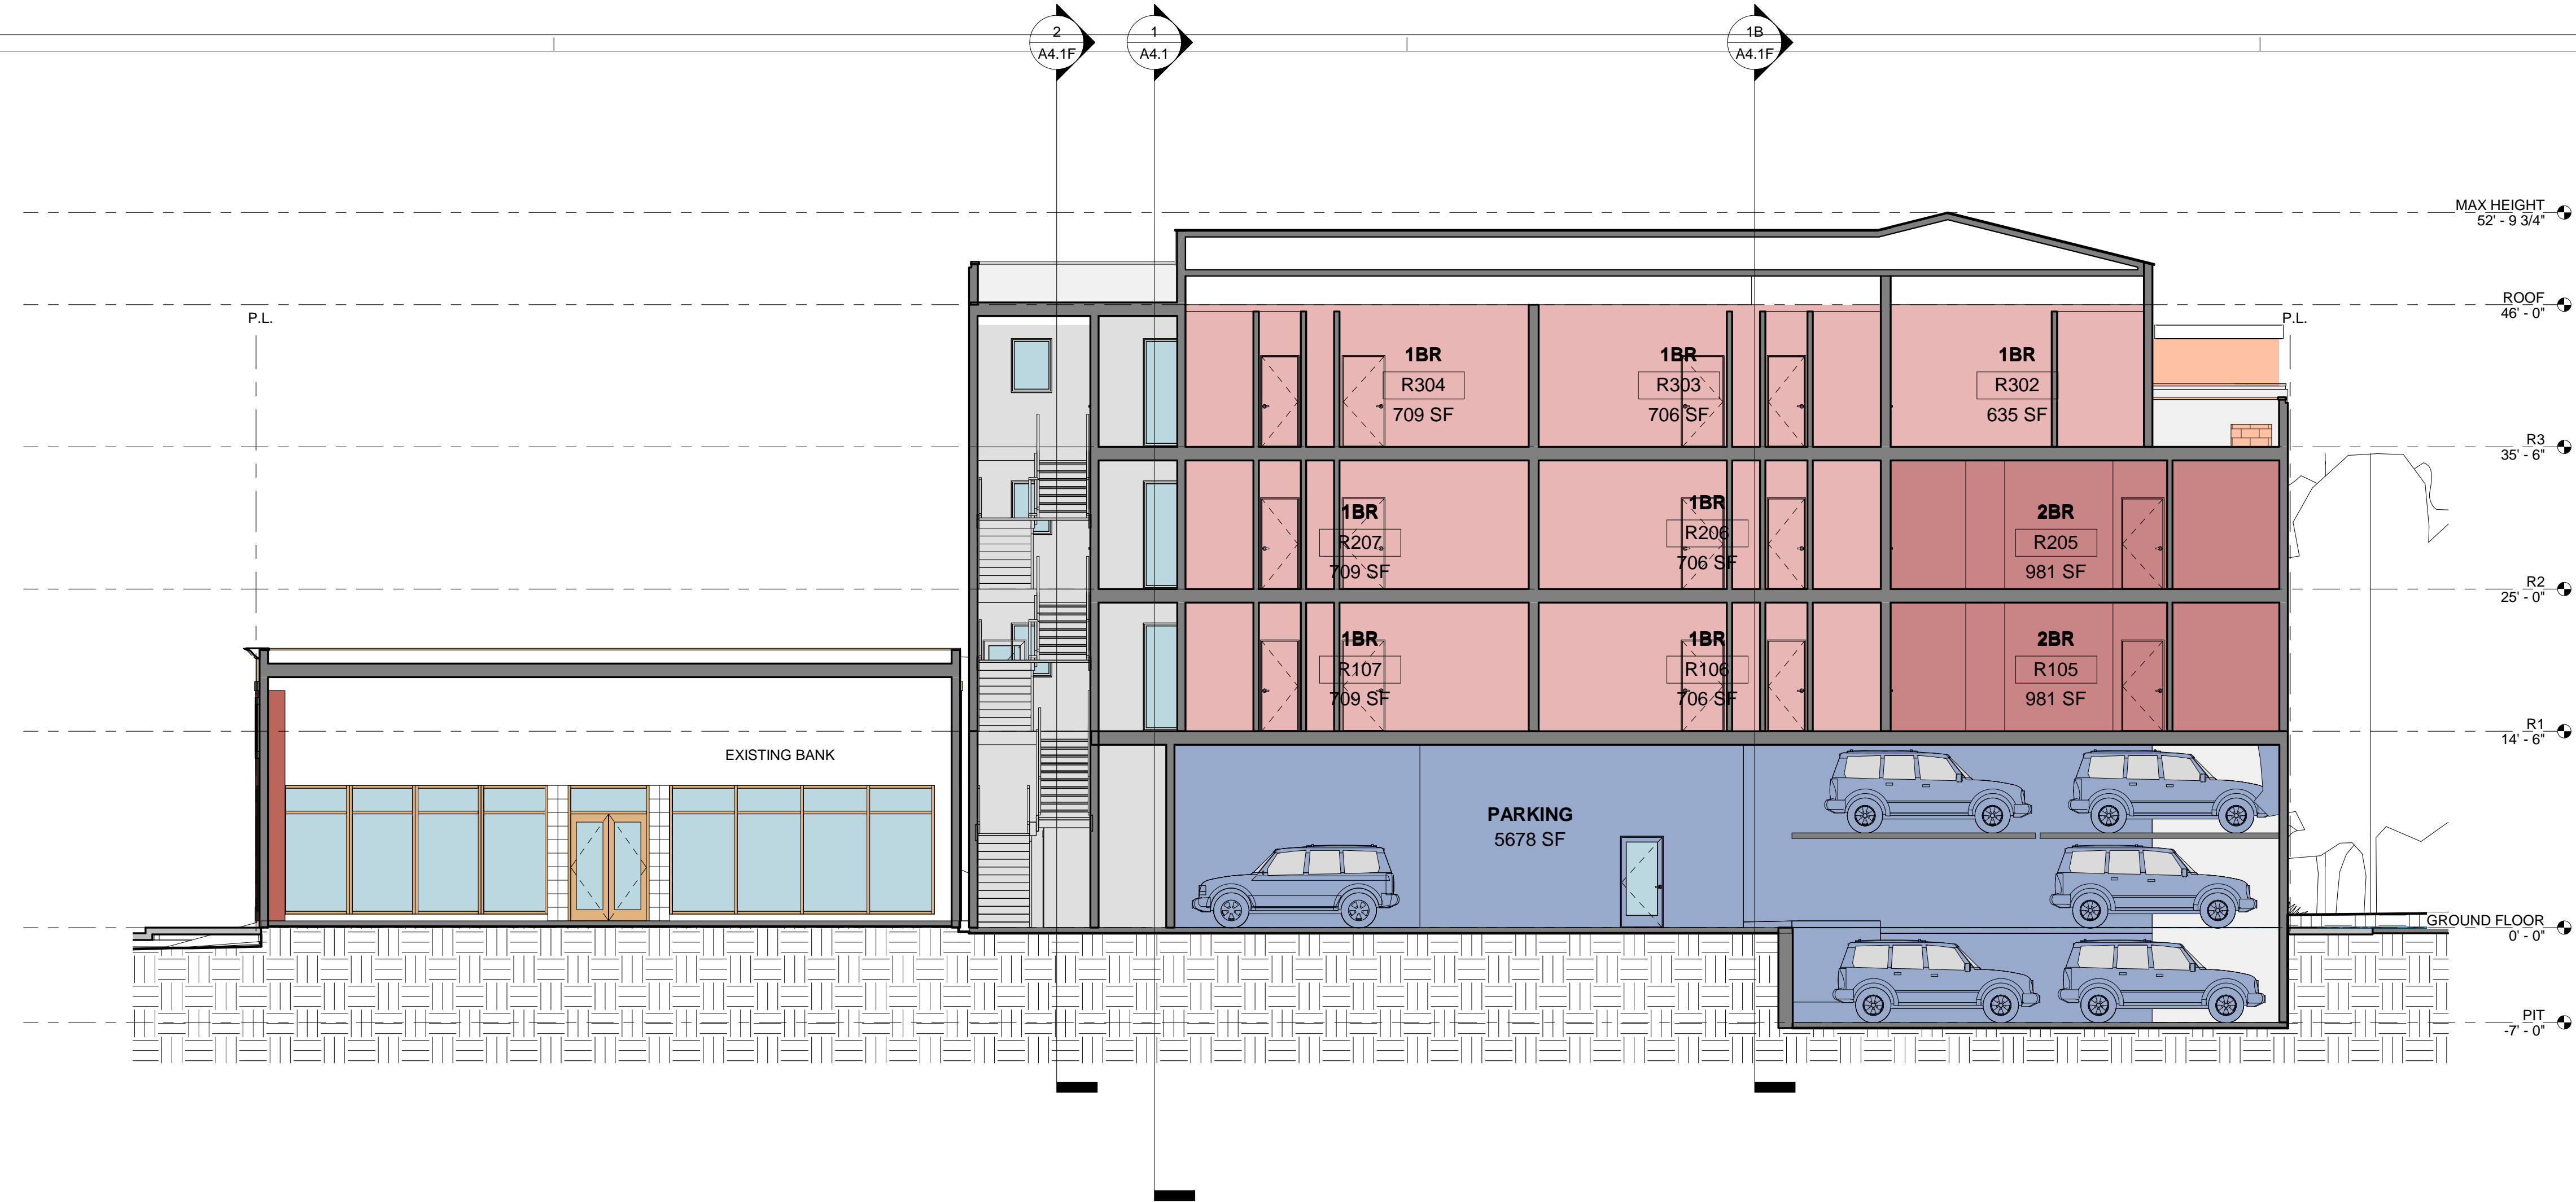 2
A4.1F
1
A4.1
1B
A4.1F
MAX HEIGHT
52' - 9 3/4"
ROOF
46' - 0"
P.L.
P.L.
1BR
R304
709 SF
1BR
R303
706 SF
1BR
R302
635 SF
R3
35' - 6"
1BR
R207
709 SF
1BR
R206
706 SF
2BR
R205
981 SF
R2
25' - 0"
1BR
R107
709 SF
1BR
R106
706 SF
2BR
R105
981 SF
R1
14' - 6"
EXISTING BANK
PARKING
5678 SF
GROUND FLOOR
0' - 0"
PIT
-7' - 0"